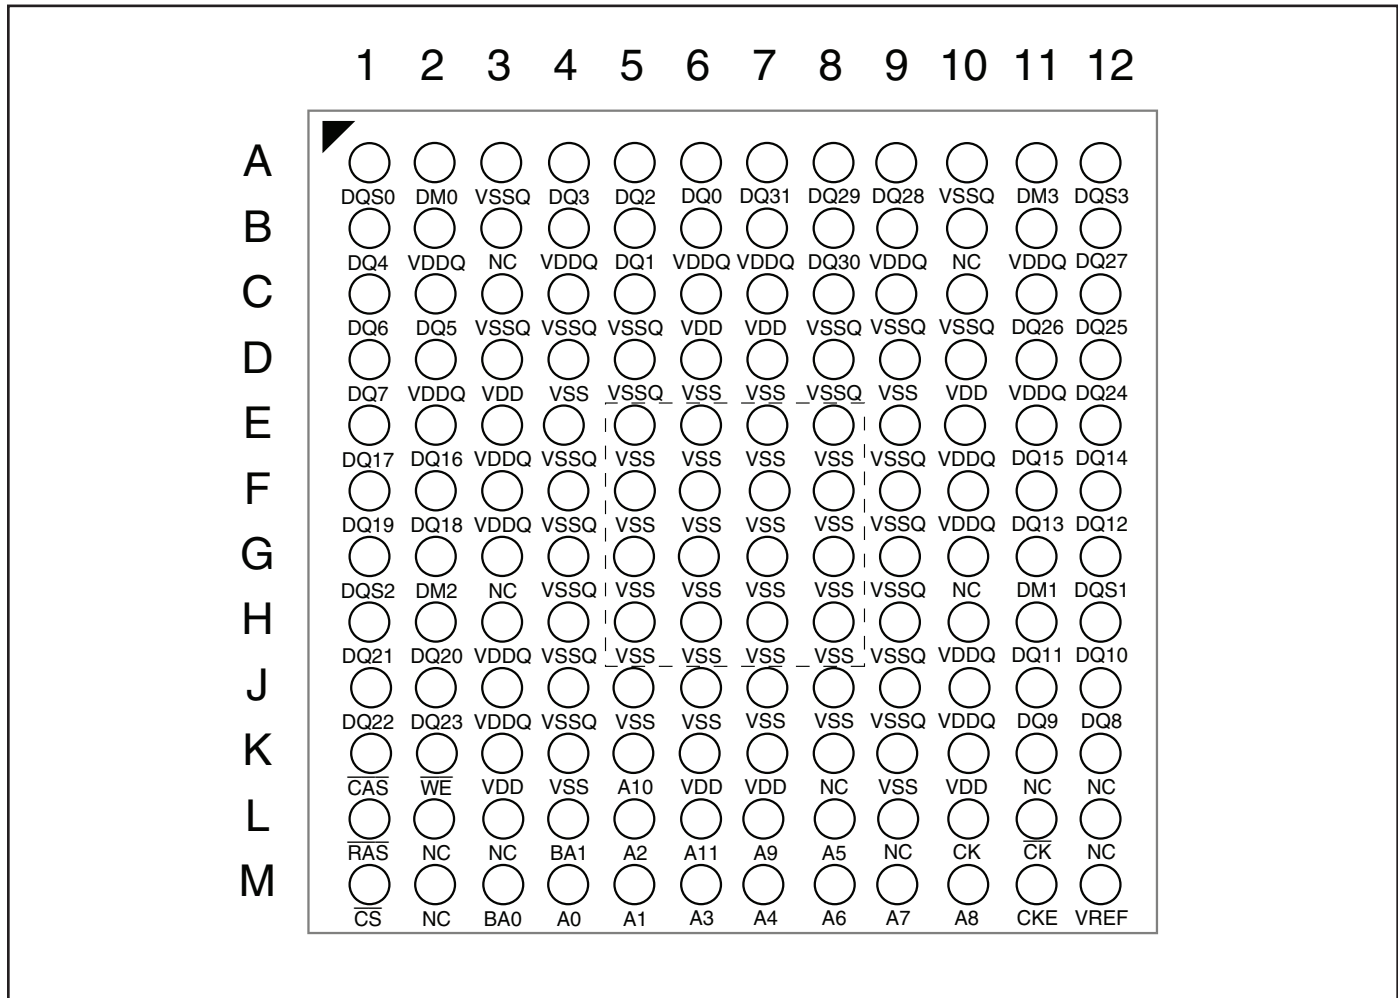 1 2 3 4 5 6 7 8 9 10 11 12
A
DQS0 DM0 VSSQ DQ3 DQ2 DQ0 DQ31 DQ29 DQ28 VSSQ DM3 DQS3
B
DQ4 VDDQ NC VDDQ DQ1 VDDQ VDDQ DQ30 VDDQ NC VDDQ DQ27
C
DQ6 DQ5 VSSQ VSSQ VSSQ VDD VDD VSSQ VSSQ VSSQ DQ26 DQ25
D
DQ7 VDDQ VDD VSS VSSQ VSS VSS VSSQ VSS VDD VDDQ DQ24
E
DQ17 DQ16 VDDQ VSSQ VSS VSS VSS VSS VSSQ VDDQ DQ15 DQ14
F
DQ19 DQ18 VDDQ VSSQ VSS VSS VSS VSS VSSQ VDDQ DQ13 DQ12
G
DQS2 DM2 NC VSSQ VSS VSS VSS VSS VSSQ NC DM1 DQS1
H
DQ21 DQ20 VDDQ VSSQ VSS VSS VSS VSS VSSQ VDDQ DQ11 DQ10
J
DQ22 DQ23 VDDQ VSSQ VSS VSS VSS VSS VSSQ VDDQ DQ9 DQ8
K
C̅A̅S̅ W̅E̅ VDD VSS A10 VDD VDD NC VSS VDD NC NC
L
R̅A̅S̅ NC NC BA1 A2 A11 A9 A5 NC CK C̅K̅ NC
M
C̅S̅ NC BA0 A0 A1 A3 A4 A6 A7 A8 CKE VREF